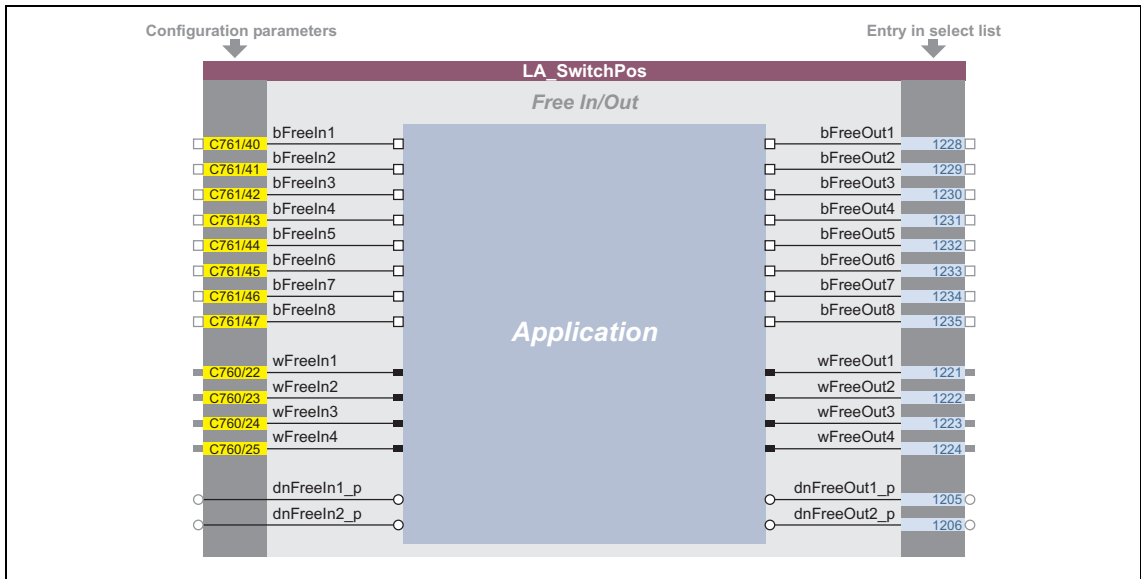 Configuration parameters
Entry in select list
LA_SwitchPos
Free In/Out
Application
C761/40 bFreeIn1 bFreeOut1 1228
C761/41 bFreeIn2 bFreeOut2 1229
C761/42 bFreeIn3 bFreeOut3 1230
C761/43 bFreeIn4 bFreeOut4 1231
C761/44 bFreeIn5 bFreeOut5 1232
C761/45 bFreeIn6 bFreeOut6 1233
C761/46 bFreeIn7 bFreeOut7 1234
C761/47 bFreeIn8 bFreeOut8 1235
C760/22 wFreeIn1 wFreeOut1 1221
C760/23 wFreeIn2 wFreeOut2 1222
C760/24 wFreeIn3 wFreeOut3 1223
C760/25 wFreeIn4 wFreeOut4 1224
dnFreeIn1_p dnFreeOut1_p 1205
dnFreeIn2_p dnFreeOut2_p 1206